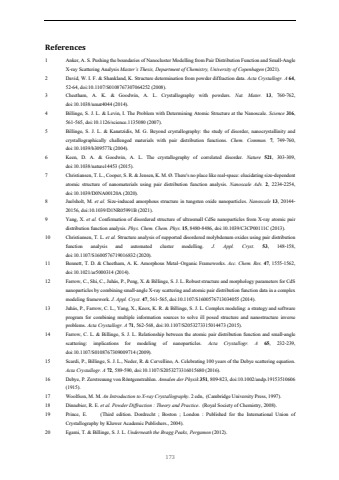 References
1 Anker, A. S. Pushing the boundaries of Nanocluster Modelling from Pair Distribution Function and Small-Angle
X-ray Scattering Analysis Master's Thesis, Department of Chemistry, University of Copenhagen (2021).
2 David, W. I. F. & Shankland, K. Structure determination from powder diffraction data. Acta Crystallogr. A 64,
52-64, doi:10.1107/S0108767307064252 (2008).
3 Cheetham, A. K. & Goodwin, A. L. Crystallography with powders. Nat Mater 13, 760-762,
doi:10.1038/nmat4044 (2014).
4 Billinge, S. J. L. & Levin, I. The Problem with Determining Atomic Structure at the Nanoscale. Science 316,
561-565, doi:10.1126/science.1135080 (2007).
5 Billinge, S. J. L. & Kanatzidis, M. G. Beyond crystallography: the study of disorder, nanocrystallinity and
crystallographically challenged materials with pair distribution functions. Chem. Commun. 7, 749-760,
doi:10.1039/b309577k (2004).
6 Keen, D. A. & Goodwin, A. L. The crystallography of correlated disorder. Nature 521, 303-309,
doi:10.1038/nature14453 (2015).
7 Christiansen, T. L., Cooper, S. R. & Jensen, K. M. Ø. There's no place like real-space: elucidating size-dependent
atomic structure of nanomaterials using pair distribution function analysis. Nanoscale Adv. 2, 2234-2254,
doi:10.1039/D0NA00120A (2020).
8 Juelsholt, M. et al. Size-induced amorphous structure in tungsten oxide nanoparticles. Nanoscale 13, 20144-
20156, doi:10.1039/D1NR05991B (2021).
9 Yang, X. et al. Confirmation of disordered structure of ultrasmall CdSe nanoparticles from X-ray atomic pair
distribution function analysis. Phys. Chem. Chem. Phys. 15, 8480-8486, doi:10.1039/C3CP00111C (2013).
10 Christiansen, T. L. et al. Structure analysis of supported disordered molybdenum oxides using pair distribution
function analysis and automated cluster modelling. J. Appl. Cryst. 53, 148-158,
doi:10.1107/S1600576719016832 (2020).
11 Bennett, T. D. & Cheetham, A. K. Amorphous Metal–Organic Frameworks. Acc. Chem. Res. 47, 1555-1562,
doi:10.1021/ar5000314 (2014).
12 Farrow, C., Shi, C., Juhás, P., Peng, X. & Billinge, S. J. L. Robust structure and morphology parameters for CdS
nanoparticles by combining small-angle X-ray scattering and atomic pair distribution function data in a complex
modeling framework. J. Appl. Cryst. 47, 561-565, doi:10.1107/S1600576713034055 (2014).
13 Juhás, P., Farrow, C. L., Yang, X., Knox, K. R. & Billinge, S. J. L. Complex modeling: a strategy and software
program for combining multiple information sources to solve ill posed structure and nanostructure inverse
problems. Acta Crystallogr. A 71, 562-568, doi:10.1107/S2053273315014473 (2015).
14 Farrow, C. L. & Billinge, S. J. L. Relationship between the atomic pair distribution function and small-angle
scattering: implications for modeling of nanoparticles. Acta Crystallogr. A 65, 232-239,
doi:10.1107/S0108767309009714 (2009).
15 Scardi, P., Billinge, S. J. L., Neder, R. & Cervellino, A. Celebrating 100 years of the Debye scattering equation.
Acta Crystallogr. A 72, 589-590, doi:10.1107/S2053273316015680 (2016).
16 Debye, P. Zerstreuung von Röntgenstrahlen. Annalen der Physik 351, 809-823, doi:10.1002/andp.19153510606
(1915).
17 Woolfson, M. M. An Introduction to X-ray Crystallography. 2 edn, (Cambridge University Press, 1997).
18 Dinnebier, R. E. et al. Powder Diffraction : Theory and Practice. (Royal Society of Chemistry, 2008).
19 Prince, E. (Third edition. Dordrecht ; Boston ; London : Published for the International Union of
Crystallography by Kluwer Academic Publishers., 2004).
20 Egami, T. & Billinge, S. J. L. Underneath the Bragg Peaks, Pergamon (2012).
173